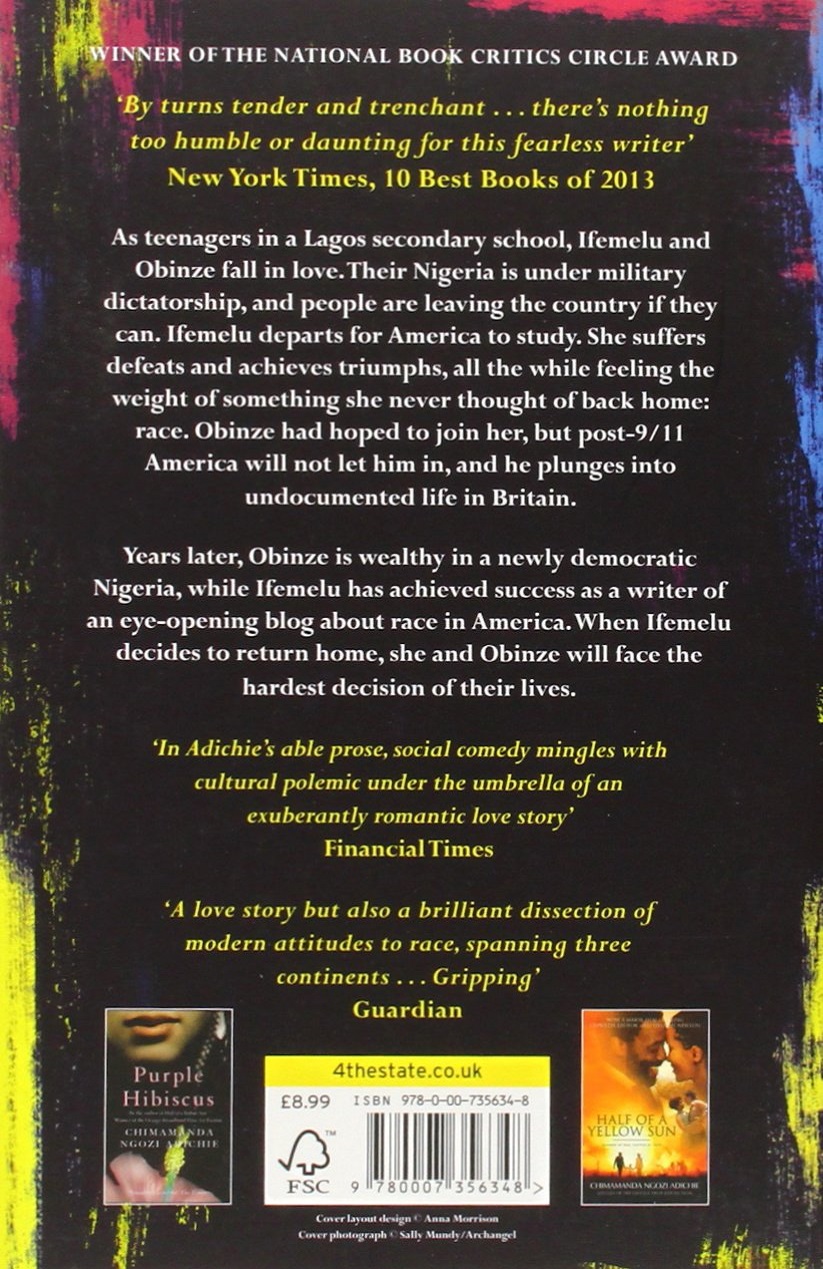 WINNER OF THE NATIONAL BOOK CRITICS CIRCLE AWARD
‘By turns tender and trenchant . . . there’s nothing
too humble or daunting for this fearless writer’
New York Times, 10 Best Books of 2013
As teenagers in a Lagos secondary school, Ifemelu and
Obinze fall in love. Their Nigeria is under military
dictatorship, and people are leaving the country if they
can. Ifemelu departs for America to study. She suffers
defeats and achieves triumphs, all the while feeling the
weight of something she never thought of back home:
race. Obinze had hoped to join her, but post-9/11
America will not let him in, and he plunges into
undocumented life in Britain.
Years later, Obinze is wealthy in a newly democratic
Nigeria, while Ifemelu has achieved success as a writer of
an eye-opening blog about race in America. When Ifemelu
decides to return home, she and Obinze will face the
hardest decision of their lives.
‘In Adichie’s able prose, social comedy mingles with
cultural polemic under the umbrella of an
exuberantly romantic love story’
Financial Times
‘A love story but also a brilliant dissection of
modern attitudes to race, spanning three
continents . . . Gripping’
Guardian
Purple
Hibiscus
CHIMAMANDA
NGOZI ADICHIE
4thestate.co.uk
£8.99 ISBN 978-0-00-735634-8
FSC™
9 780007 356348 >
HALF OF A
YELLOW SUN
CHIMAMANDA NGOZI ADICHIE
Cover layout design © Anna Morrison
Cover photograph © Sally Mundy/Archangel